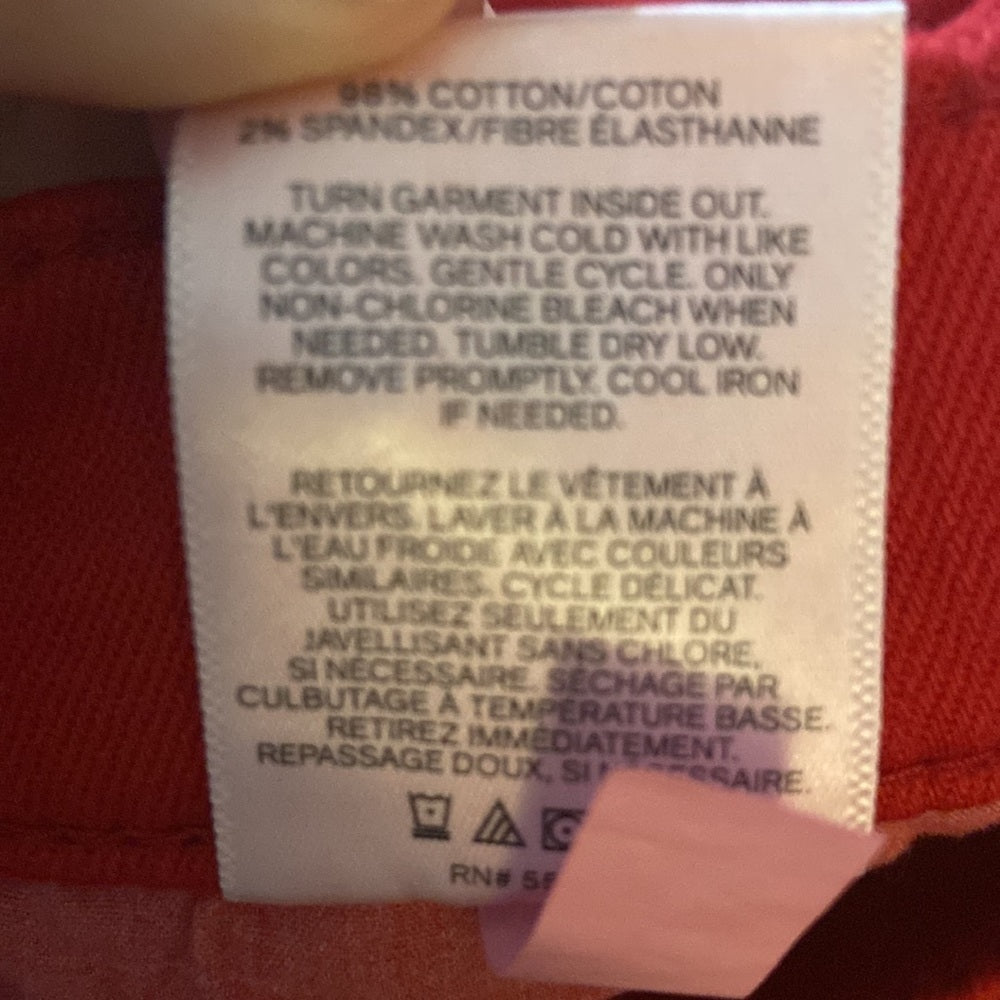 98% COTTON/COTON
2% SPANDEX/FIBRE ÉLASTHANNE
TURN GARMENT INSIDE OUT.
MACHINE WASH COLD WITH LIKE
COLORS. GENTLE CYCLE. ONLY
NON-CHLORINE BLEACH WHEN
NEEDED. TUMBLE DRY LOW.
REMOVE PROMPTLY. COOL IRON
IF NEEDED.
RETOURNEZ LE VÊTEMENT À
L'ENVERS. LAVER À LA MACHINE À
L'EAU FROIDE AVEC COULEURS
SIMILAIRES. CYCLE DÉLICAT.
UTILISEZ SEULEMENT DU
JAVELLISANT SANS CHLORE,
SI NÉCESSAIRE. SÉCHAGE PAR
CULBUTAGE À TEMPÉRATURE BASSE.
RETIREZ IMMÉDIATEMENT.
REPASSAGE DOUX, SI NÉCESSAIRE.
RN#